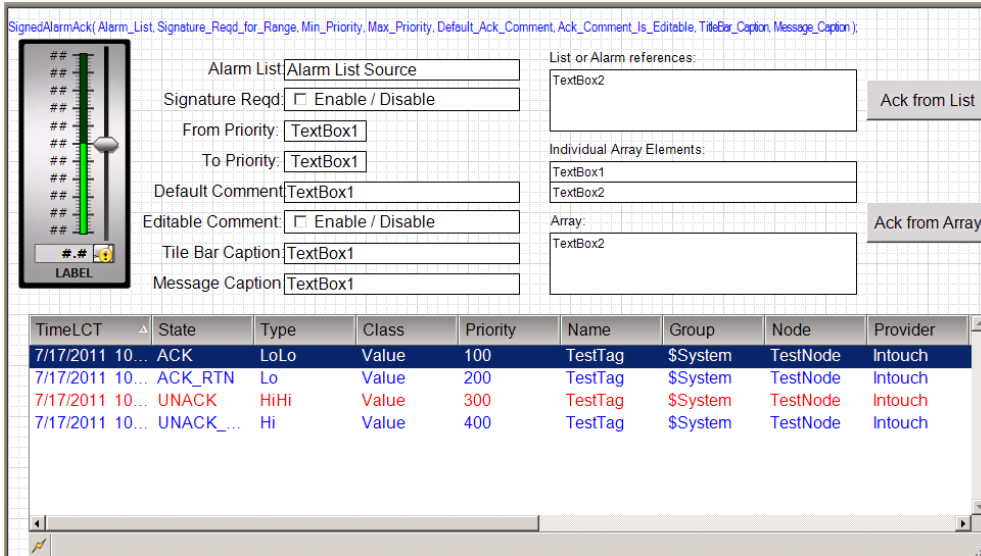 SignedAlarmAck( Alarm_List, Signature_Reqd_for_Range, Min_Priority, Max_Priority, Default_Ack_Comment, Ack_Comment_Is_Editable, TitleBar_Caption, Message_Caption );
##
##
##
##
##
##
##
##
##
##
##
#.#
LABEL
Alarm List: Alarm List Source
Signature Reqd: Enable / Disable
From Priority: TextBox1
To Priority: TextBox1
Default Comment TextBox1
Editable Comment: Enable / Disable
Tile Bar Caption: TextBox1
Message Caption TextBox1
List or Alarm references:
TextBox2
Ack from List
Individual Array Elements:
TextBox1
TextBox2
Array:
TextBox2
Ack from Array
TimeLCT State Type Class Priority Name Group Node Provider
7/17/2011 10... ACK LoLo Value 100 TestTag $System TestNode Intouch
7/17/2011 10... ACK_RTN Lo Value 200 TestTag $System TestNode Intouch
7/17/2011 10... UNACK HiHi Value 300 TestTag $System TestNode Intouch
7/17/2011 10... UNACK_... Hi Value 400 TestTag $System TestNode Intouch